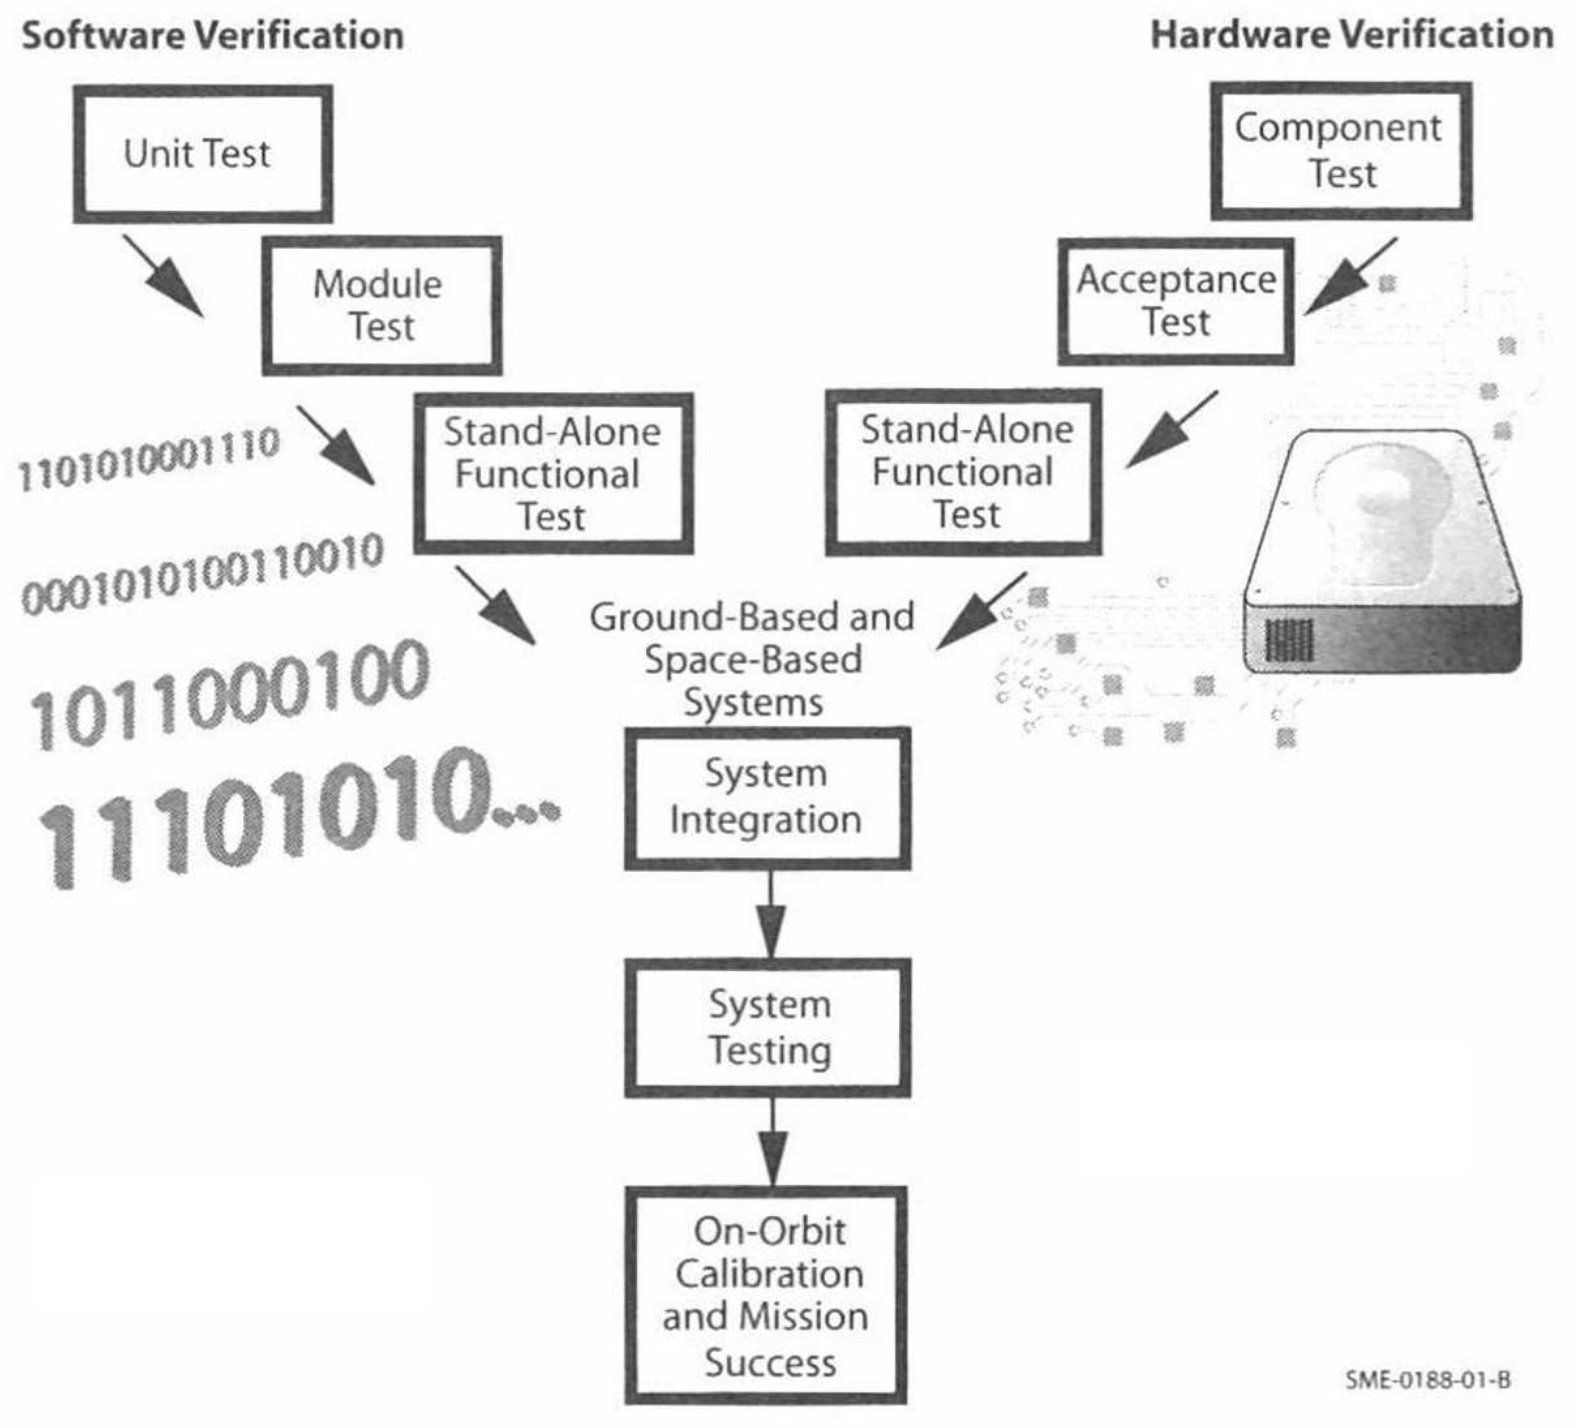 Software Verification
Hardware Verification
Unit Test
Component
Test
Module
Test
Acceptance
Test
Stand-Alone
Functional
Test
Stand-Alone
Functional
Test
1101010001110
0001010100110010
1011000100
11101010...
Ground-Based and
Space-Based
Systems
System
Integration
System
Testing
On-Orbit
Calibration
and Mission
Success
SME-0188-01-B